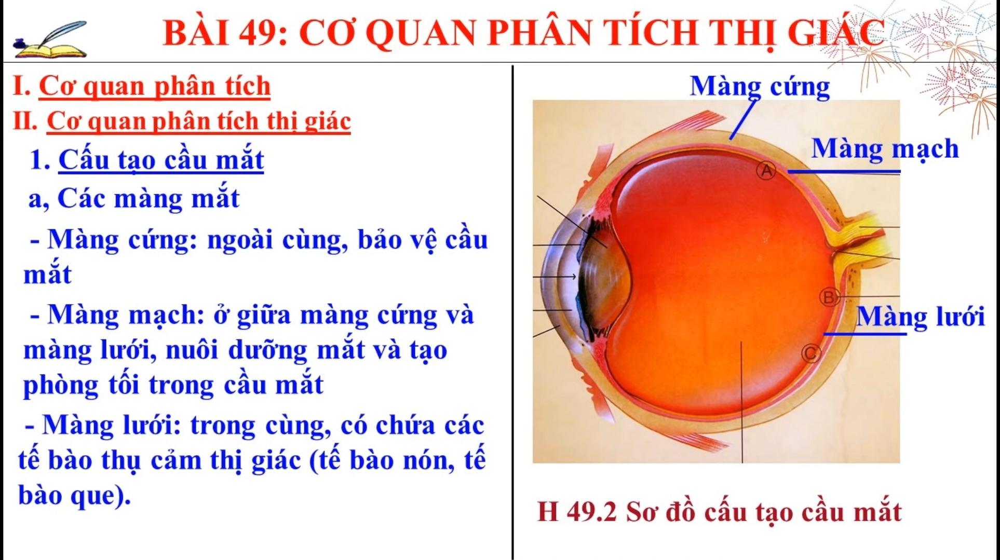 BÀI 49: CƠ QUAN PHÂN TÍCH THỊ GIÁC
I. Cơ quan phân tích
II. Cơ quan phân tích thị giác
1. Cấu tạo cầu mắt
a, Các màng mắt
- Màng cứng: ngoài cùng, bảo vệ cầu
mắt
- Màng mạch: ở giữa màng cứng và
màng lưới, nuôi dưỡng mắt và tạo
phòng tối trong cầu mắt
- Màng lưới: trong cùng, có chứa các
tế bào thụ cảm thị giác (tế bào nón, tế
bào que).
Màng cứng
Màng mạch
A
B
Màng lưới
C
H 49.2 Sơ đồ cấu tạo cầu mắt